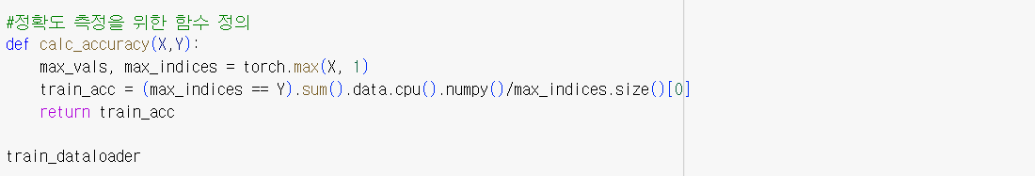 #정확도 측정을 위한 함수 정의
def calc_accuracy(X,Y):
    max_vals, max_indices = torch.max(X, 1)
    train_acc = (max_indices == Y).sum().data.cpu().numpy()/max_indices.size()[0]
    return train_acc

train_dataloader